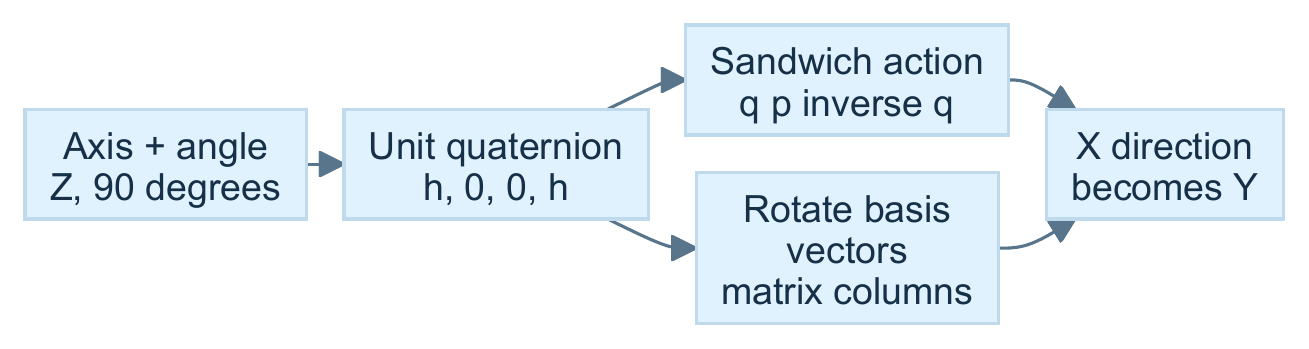 Axis + angle
Z, 90 degrees
Unit quaternion
h, 0, 0, h
Sandwich action
q p inverse q
Rotate basis
vectors
matrix columns
X direction
becomes Y